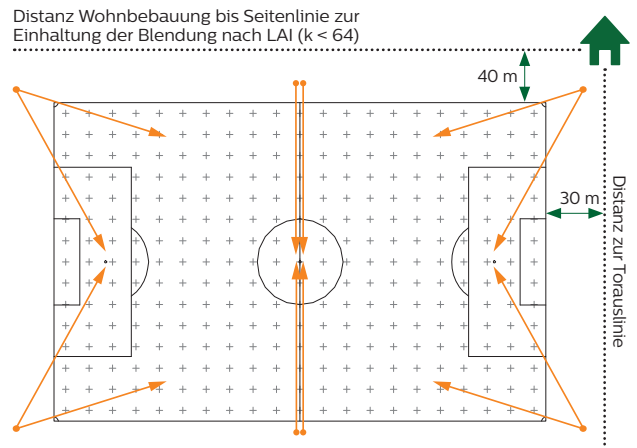 Distanz Wohnbebauung bis Seitenlinie zur
Einhaltung der Blendung nach LAI (k < 64)
40 m
30 m
Distanz zur Torauslinie